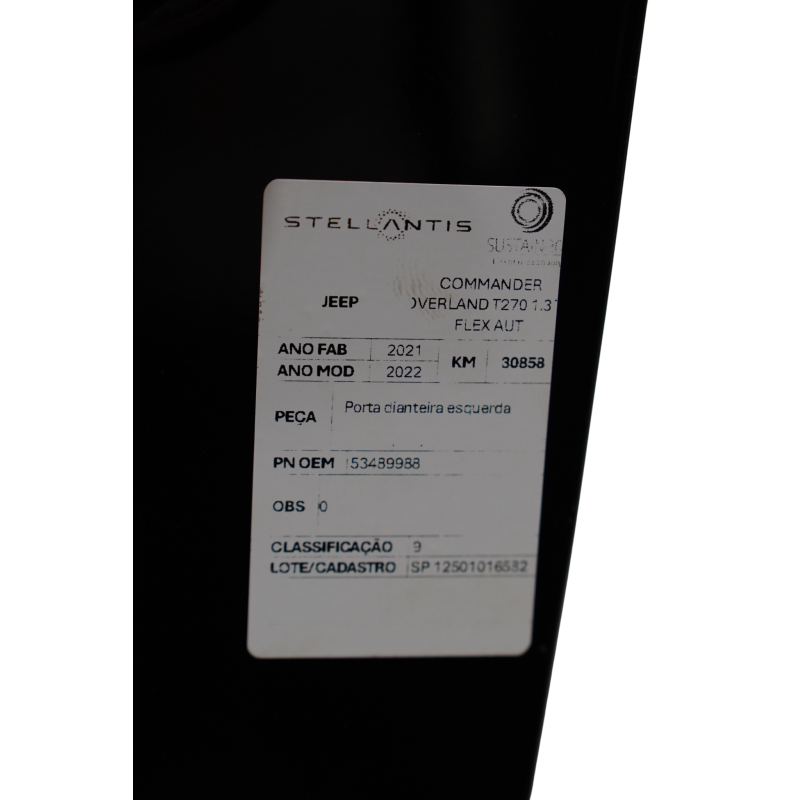 STELLANTIS
JEEP
COMMANDER
OVERLAND T270 1.3 T
FLEX AUT
ANO FAB 2021
ANO MOD 2022
KM 30858
PEÇA Porta dianteira esquerda
PN OEM 53489988
OBS 0
CLASSIFICAÇÃO 9
LOTE/CADASTRO SP 12501016582